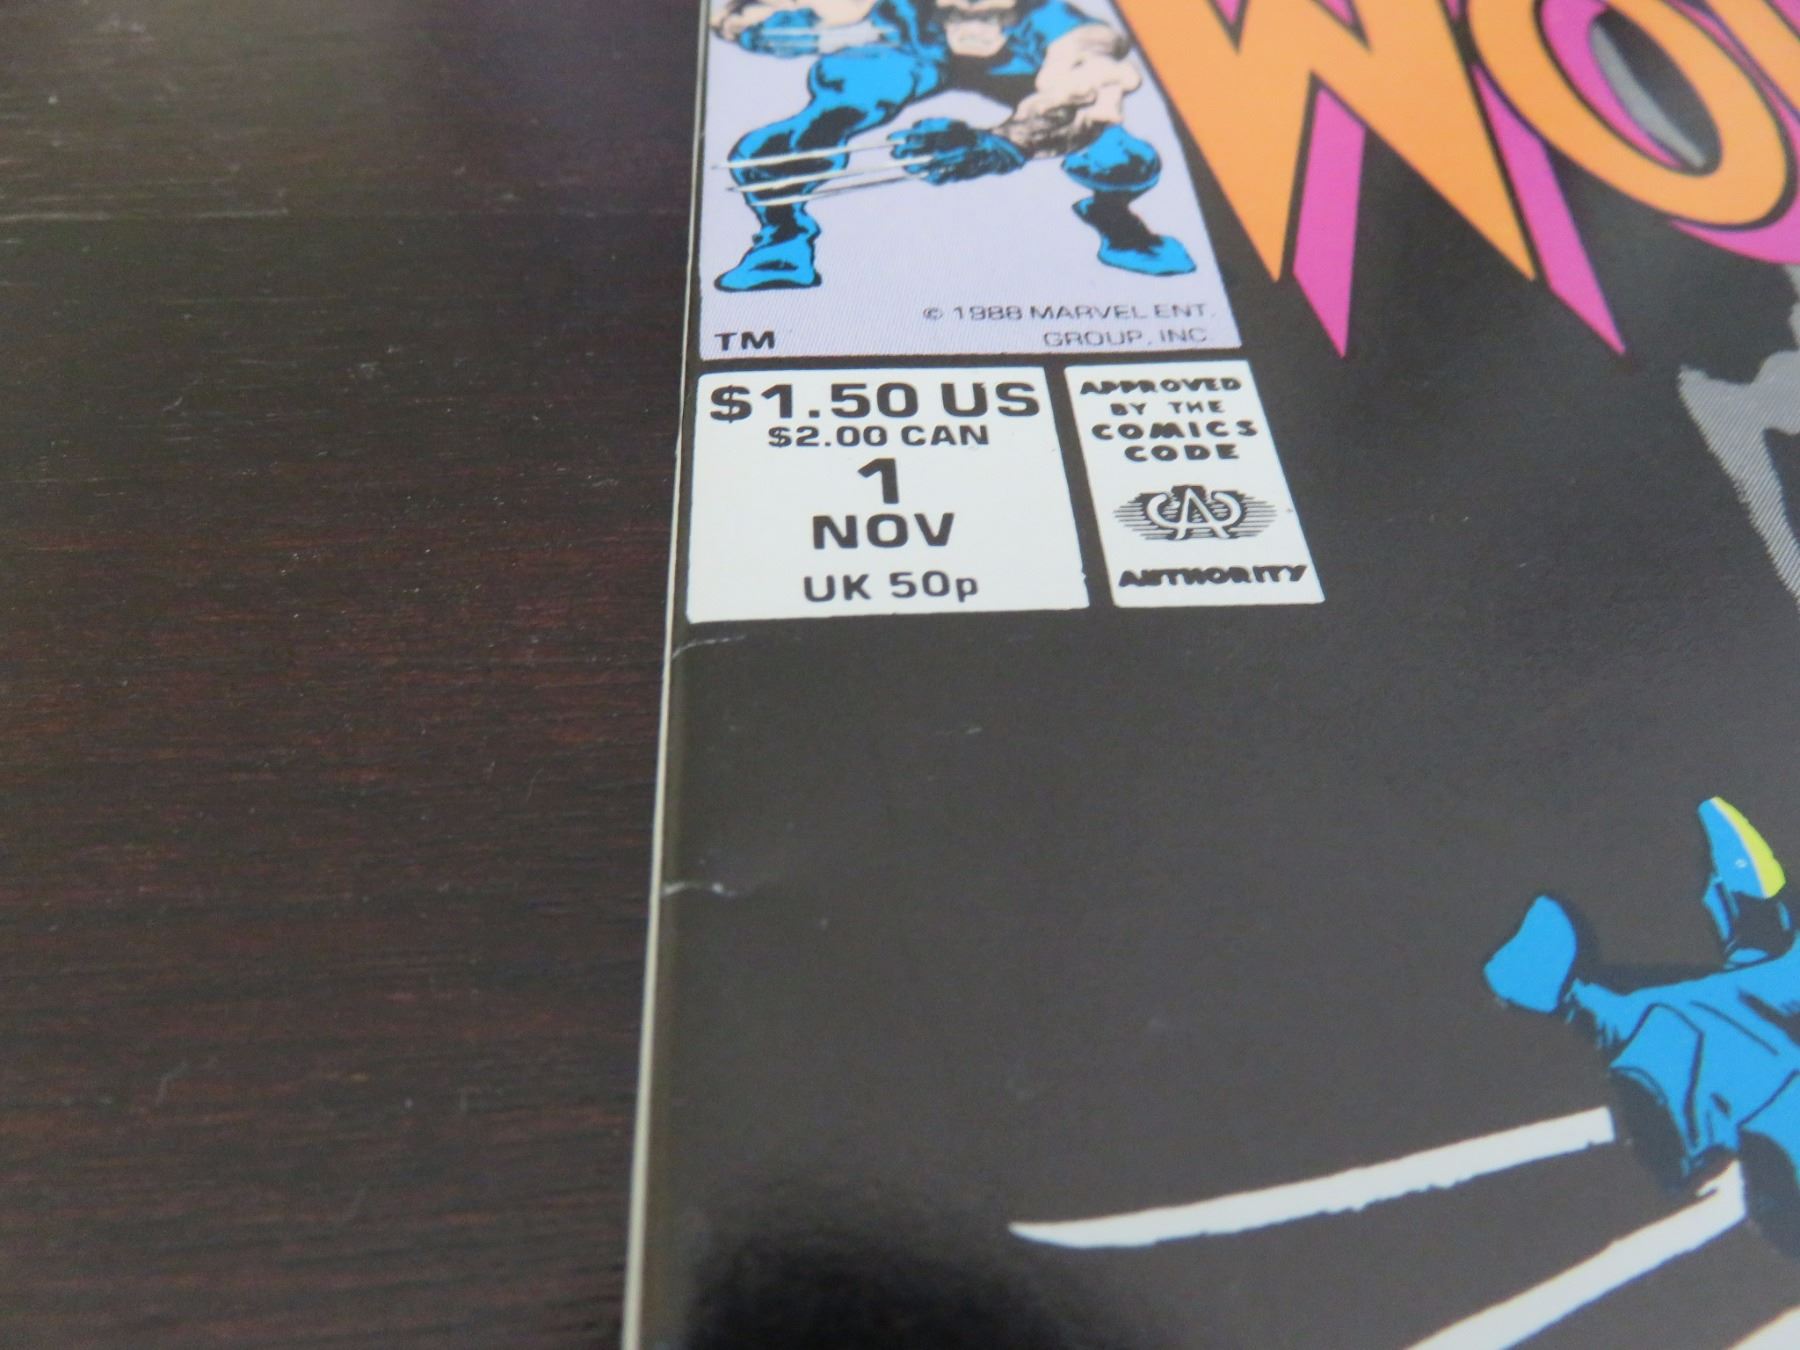 WO
© 1988 MARVEL ENT.
GROUP, INC.
TM
$1.50 US
$2.00 CAN
1
NOV
UK 50p
APPROVED
BY THE
COMICS
CODE
CA
AUTHORITY